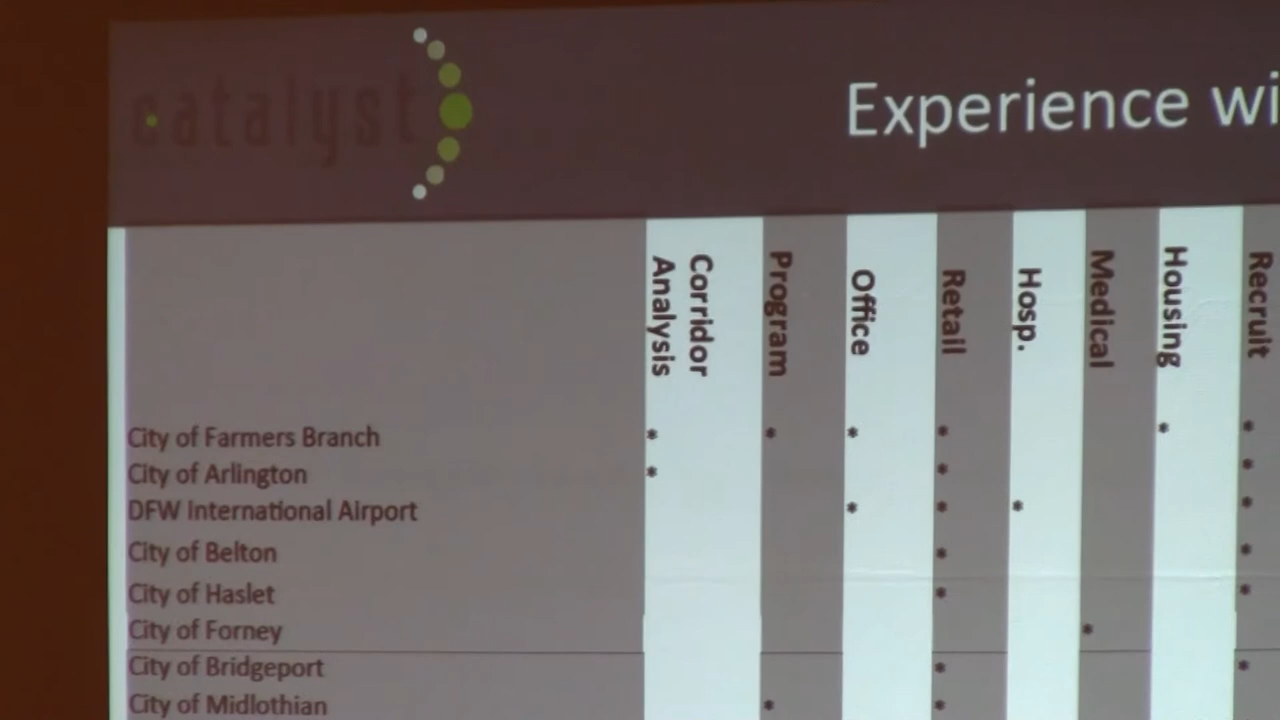 catalyst
Experience wi
Corridor Analysis
Program
Office
Retail
Hosp.
Medical
Housing
Recruit
City of Farmers Branch * * * * * *
City of Arlington * * *
DFW International Airport * * * *
City of Belton * *
City of Haslet * *
City of Forney *
City of Bridgeport * *
City of Midlothian * *